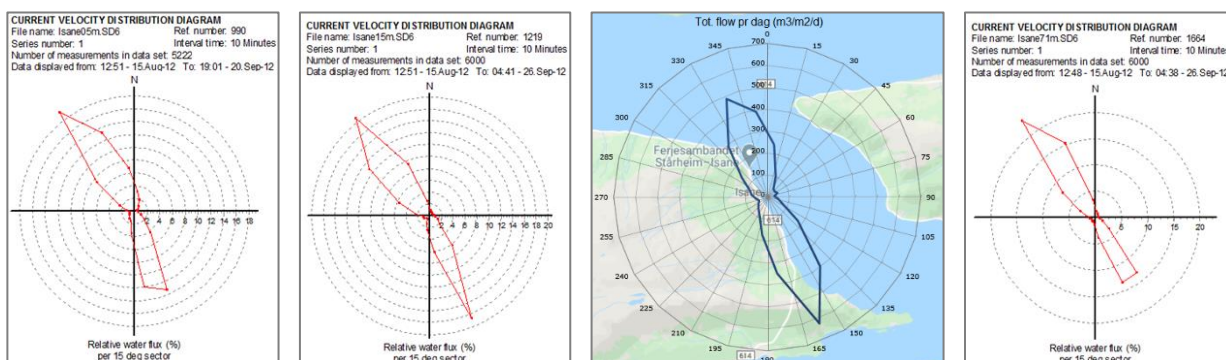 CURRENT VELOCITY DISTRIBUTION DIAGRAM
File name: Isane05m.SD6 Ref. number: 990
Series number: 1 Interval time: 10 Minutes
Number of measurements in data set: 5222
Data displayed from: 12:51 - 15.Aug-12 To: 19:01 - 20.Sep-12
N
2 4 6 8 10 12 14 16 18
Relative water flux (%)
per 15 deg sector
CURRENT VELOCITY DISTRIBUTION DIAGRAM
File name: Isane15m.SD6 Ref. number: 1219
Series number: 1 Interval time: 10 Minutes
Number of measurements in data set: 6000
Data displayed from: 12:51 - 15.Aug-12 To: 04:41 - 26.Sep-12
N
2 4 6 8 10 12 14 16 18 20
Relative water flux (%)
per 15 deg sector
Tot. flow pr dag (m3/m2/d)
0
345 700 15
330 600 30
315 500 45
614
400
300 300 60
200
Ferjesambandet
Stårheim-Isane
285 100 75
Isane
270 90
614
255 105
240 120
225 135
210
195 165
614
180
CURRENT VELOCITY DISTRIBUTION DIAGRAM
File name: Isane71m.SD6 Ref. number: 1664
Series number: 1 Interval time: 10 Minutes
Number of measurements in data set: 6000
Data displayed from: 12:48 - 15.Aug-12 To: 04:38 - 26.Sep-12
N
5 10 15 20
Relative water flux (%)
per 15 deg sector